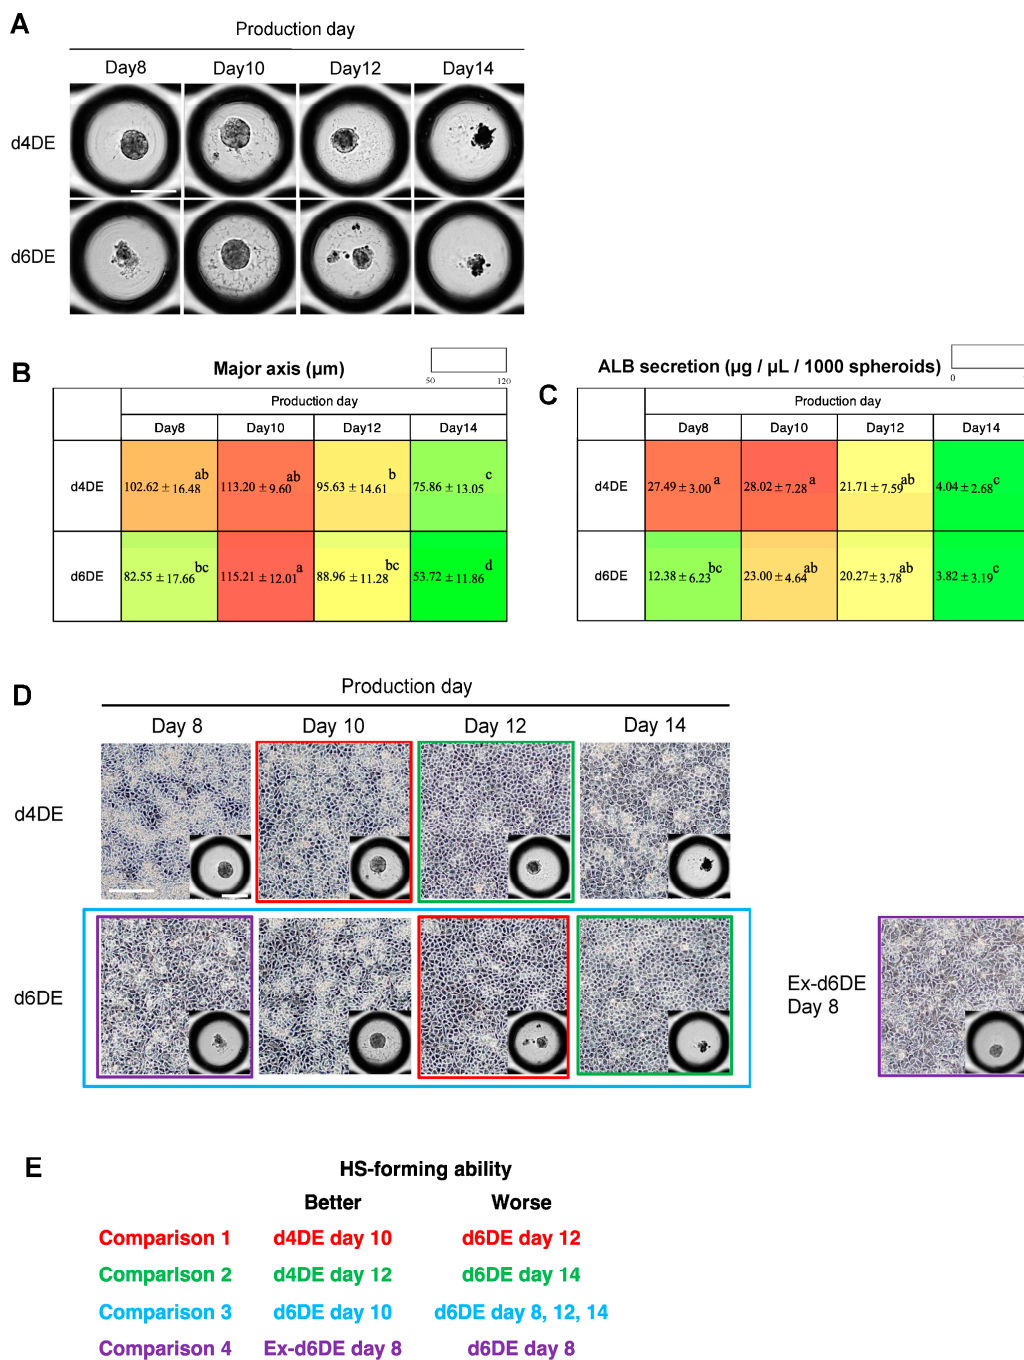 A
Production day
Day8 Day10 Day12 Day14
d4DE
d6DE
B
Major axis (μm)
50 120
Production day
Day8 Day10 Day12 Day14
d4DE 102.62 ± 16.48 ab 113.20 ± 9.60 ab 95.63 ± 14.61 b 75.86 ± 13.05 c
d6DE 82.55 ± 17.66 bc 115.21 ± 12.01 a 88.96 ± 11.28 bc 53.72 ± 11.86 d
C
ALB secretion (μg / μL / 1000 spheroids)
0
Production day
Day8 Day10 Day12 Day14
d4DE 27.49 ± 3.00 a 28.02 ± 7.28 a 21.71 ± 7.59 ab 4.04 ± 2.68 c
d6DE 12.38 ± 6.23 bc 23.00 ± 4.64 ab 20.27 ± 3.78 ab 3.82 ± 3.19 c
D
Production day
Day 8 Day 10 Day 12 Day 14
d4DE
d6DE
Ex-d6DE
Day 8
E
HS-forming ability
Better Worse
Comparison 1 d4DE day 10 d6DE day 12
Comparison 2 d4DE day 12 d6DE day 14
Comparison 3 d6DE day 10 d6DE day 8, 12, 14
Comparison 4 Ex-d6DE day 8 d6DE day 8